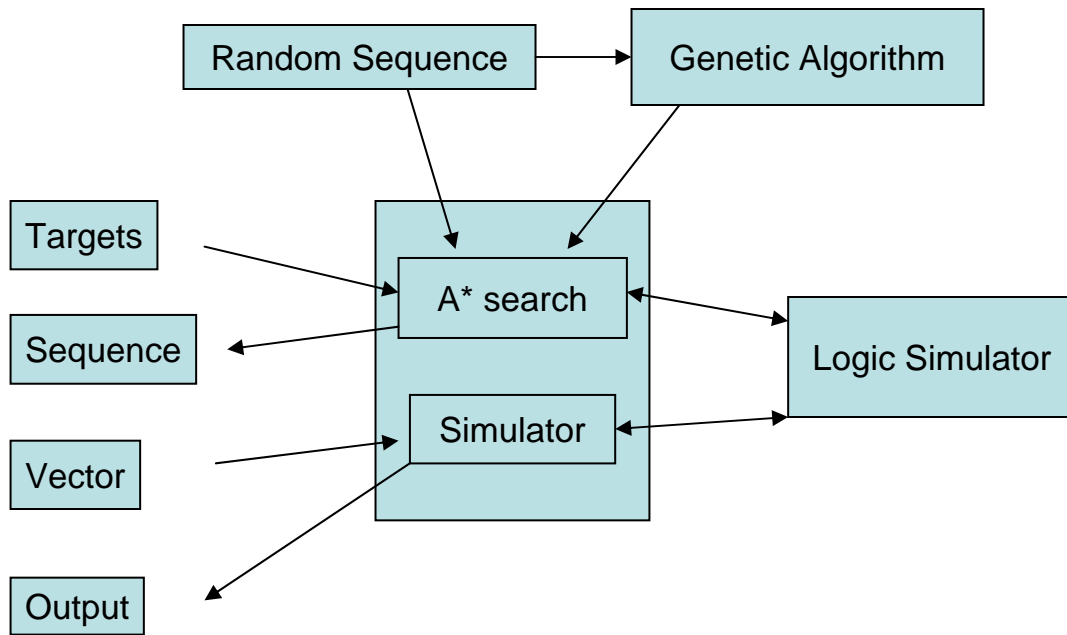 Random Sequence
Genetic Algorithm
Targets
A* search
Sequence
Logic Simulator
Simulator
Vector
Output